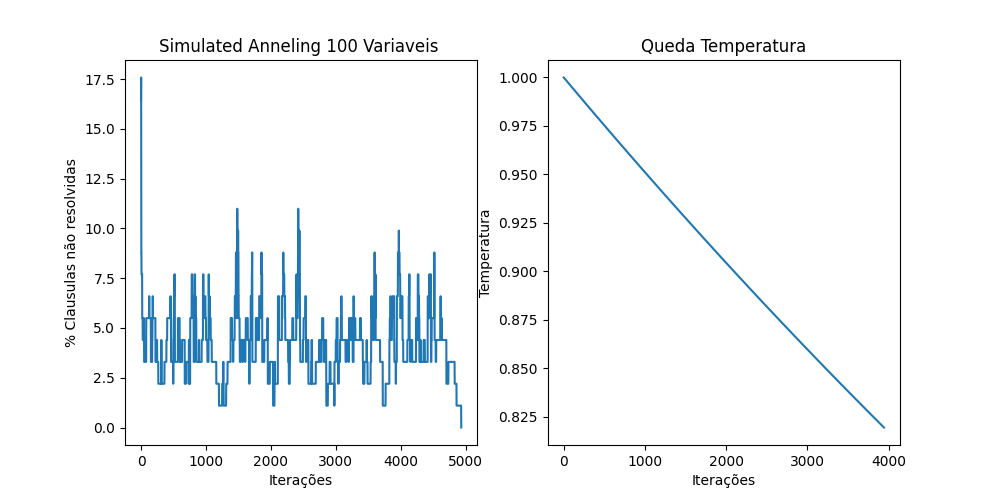 Simulated Anneling 100 Variaveis
% Clausulas não resolvidas
17.5
15.0
12.5
10.0
7.5
5.0
2.5
0.0
0 1000 2000 3000 4000 5000
Iterações
Queda Temperatura
Temperatura
1.000
0.975
0.950
0.925
0.900
0.875
0.850
0.825
0 1000 2000 3000 4000
Iterações